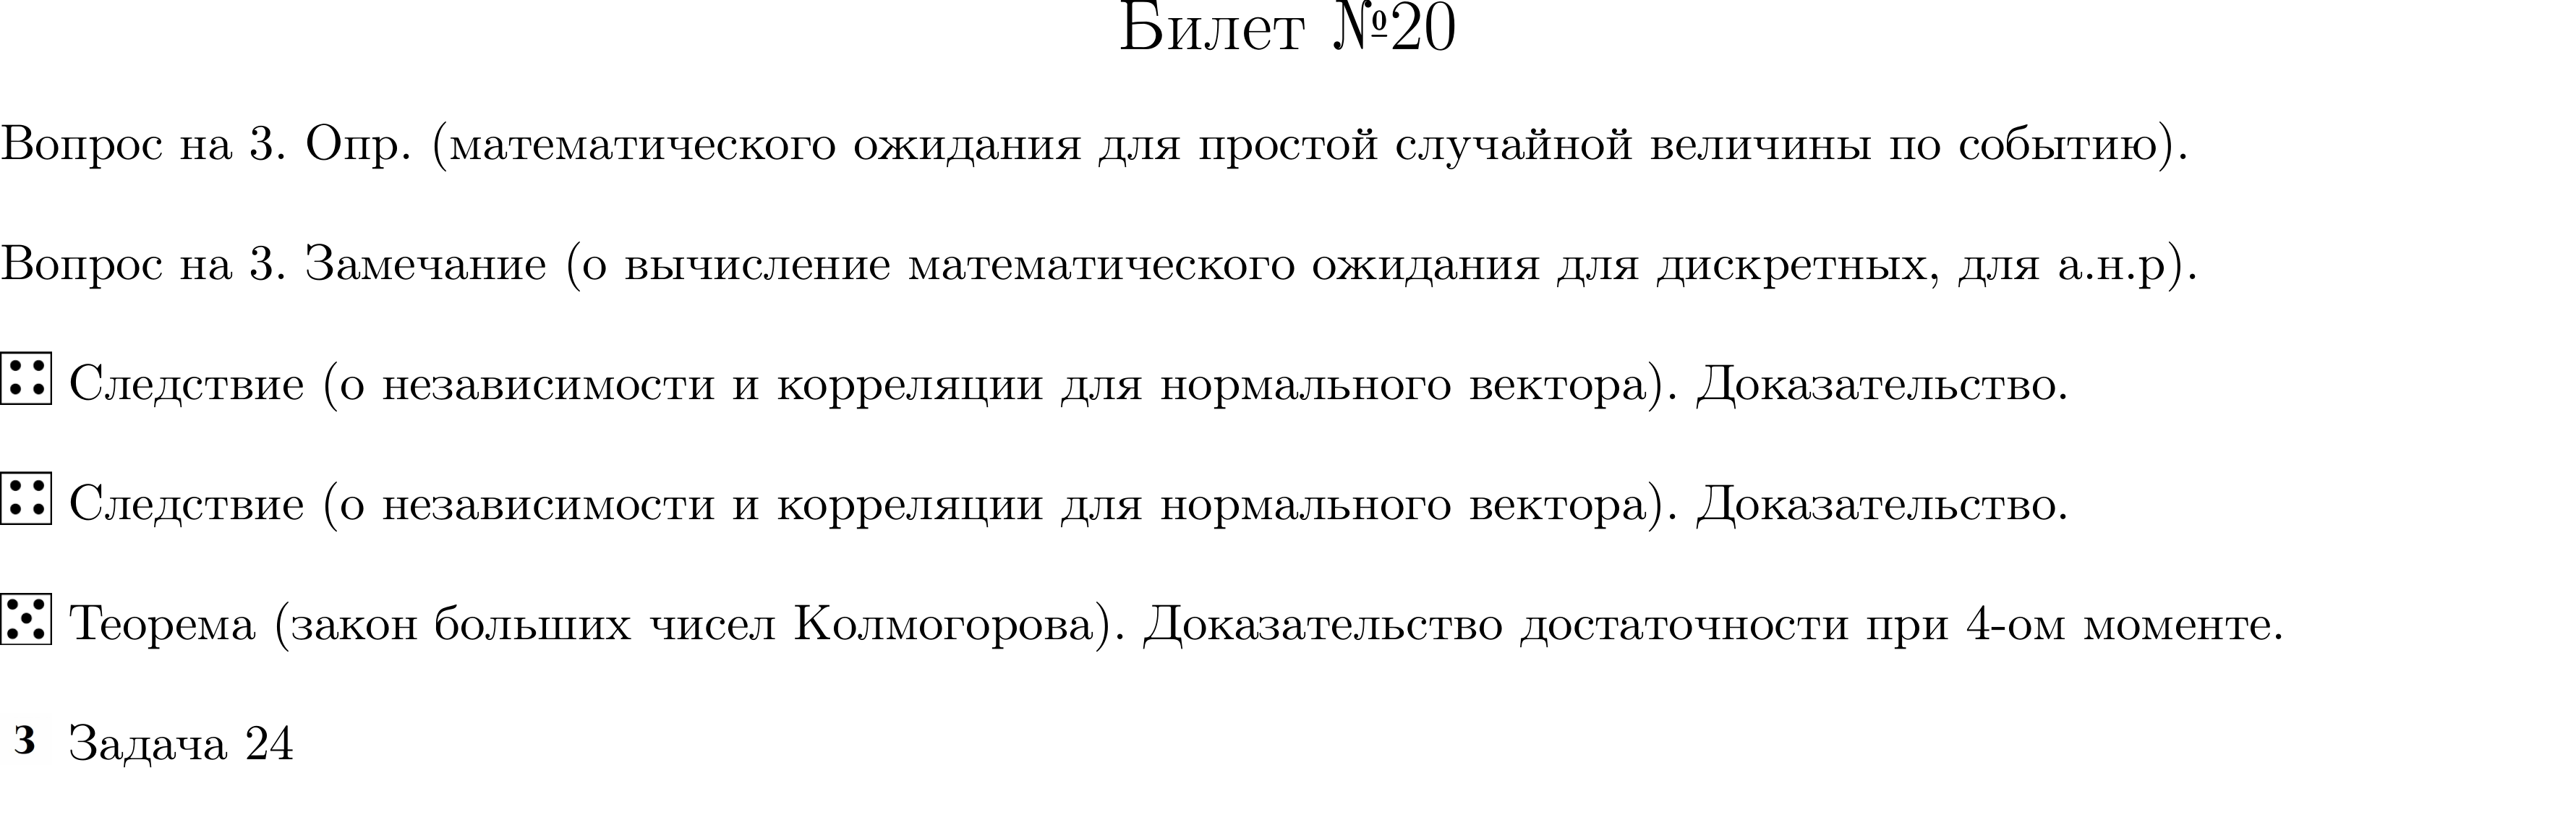 Билет №20
Вопрос на 3. Опр. (математического ожидания для простой случайной величины по событию).
Вопрос на 3. Замечание (о вычисление математического ожидания для дискретных, для а.н.р).
Следствие (о независимости и корреляции для нормального вектора). Доказательство.
Следствие (о независимости и корреляции для нормального вектора). Доказательство.
Теорема (закон больших чисел Колмогорова). Доказательство достаточности при 4-ом моменте.
3 Задача 24